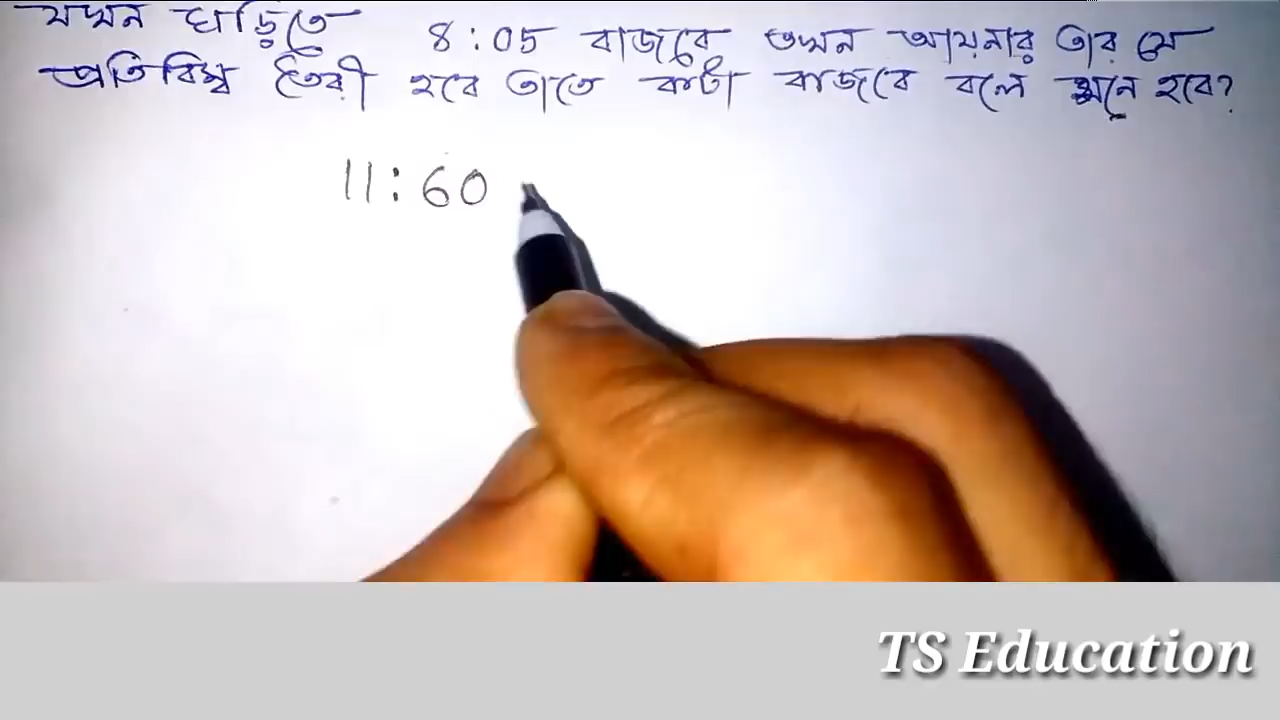 যখন ঘড়িতে 8:05 বাজবে তখন আয়নার তার যে
প্রতিবিম্ব তৈরী হবে তাতে কটা বাজবে বলে মনে হবে?
11:60
TS Education